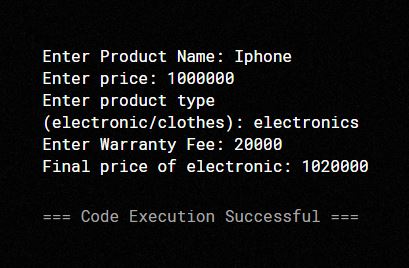 Enter Product Name: Iphone
Enter price: 1000000
Enter product type
(electronic/clothes): electronics
Enter Warranty Fee: 20000
Final price of electronic: 1020000
=== Code Execution Successful ===